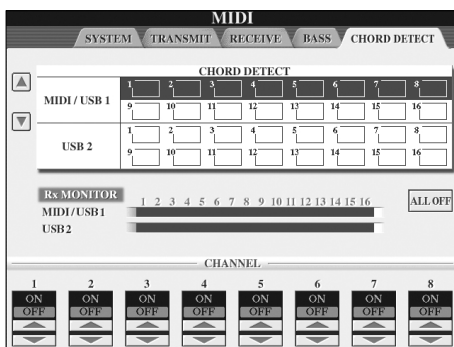 MIDI
SYSTEM TRANSMIT RECEIVE BASS CHORD DETECT
CHORD DETECT
MIDI / USB 1
1 2 3 4 5 6 7 8
9 10 11 12 13 14 15 16
USB 2
1 2 3 4 5 6 7 8
9 10 11 12 13 14 15 16
Rx MONITOR 1 2 3 4 5 6 7 8 9 10 11 12 13 14 15 16 ALL OFF
MIDI/USB1
USB2
CHANNEL
1 2 3 4 5 6 7 8
ON ON ON ON ON ON ON ON
OFF OFF OFF OFF OFF OFF OFF OFF